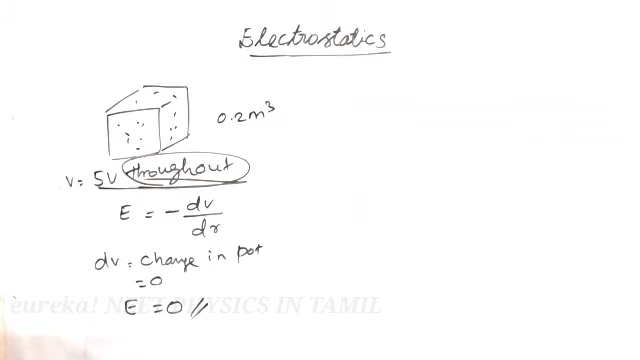 Electrostatics
0.2m³
V = 5V throughout
E = - dv/dr
dv = change in pot
= 0
E = 0 //
eureka! NEET PHYSICS IN TAMIL